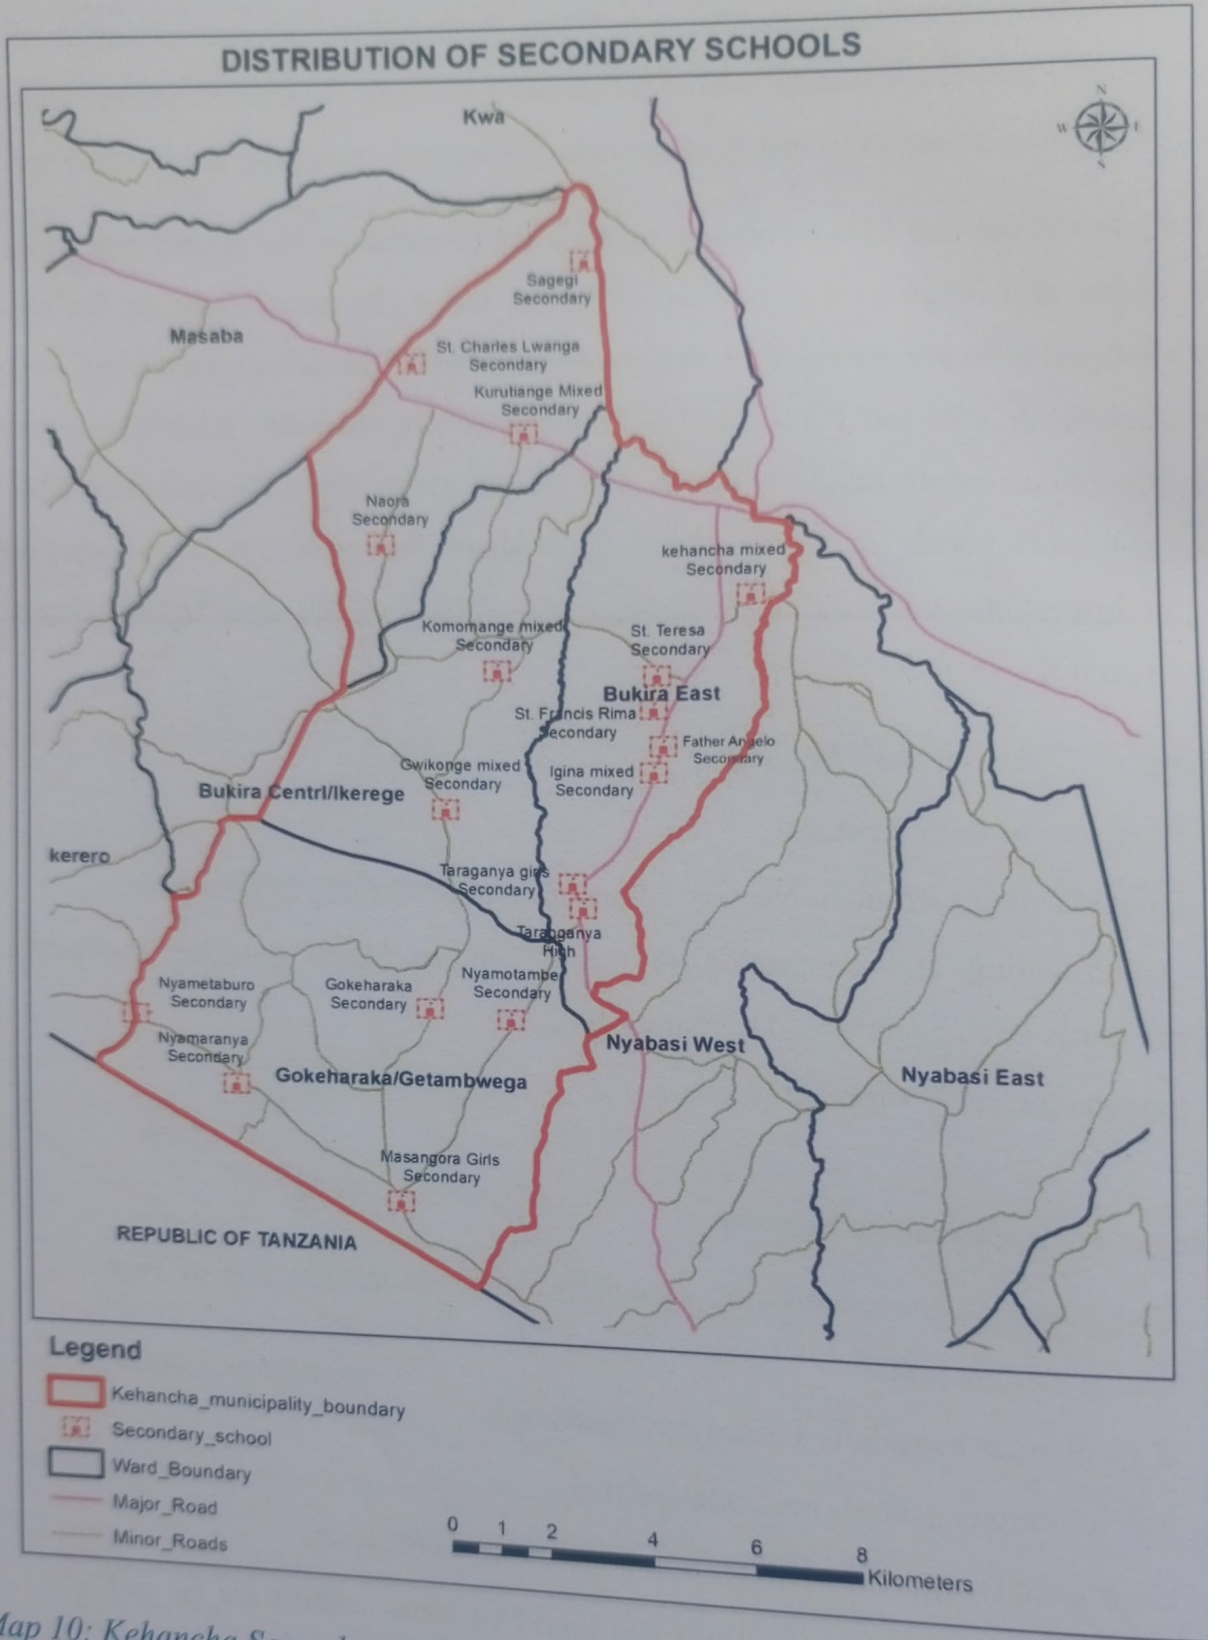 DISTRIBUTION OF SECONDARY SCHOOLS
N
W
E
S
Kwa
Sagegi
Secondary
Masaba
St. Charles Lwanga
Secondary
Kurutiange Mixed
Secondary
Naora
Secondary
kehancha mixed
Secondary
Komomange mixed
Secondary
St. Teresa
Secondary
Bukira East
St. Francis Rima
Secondary
Father Angelo
Secondary
Igina mixed
Secondary
Gwikonge mixed
Secondary
Bukira Centrl/Ikerege
kerero
Taraganya girls
Secondary
Taraganya
High
Nyametaburo
Secondary
Gokeharaka
Secondary
Nyamotambe
Secondary
Nyamaranya
Secondary
Nyabasi West
Gokeharaka/Getambwega
Nyabasi East
Masangora Girls
Secondary
REPUBLIC OF TANZANIA
Legend
Kehancha_municipality_boundary
Secondary_school
Ward_Boundary
Major_Road
Minor_Roads
0 1 2 4 6 8
Kilometers
Map 10: Kehancha